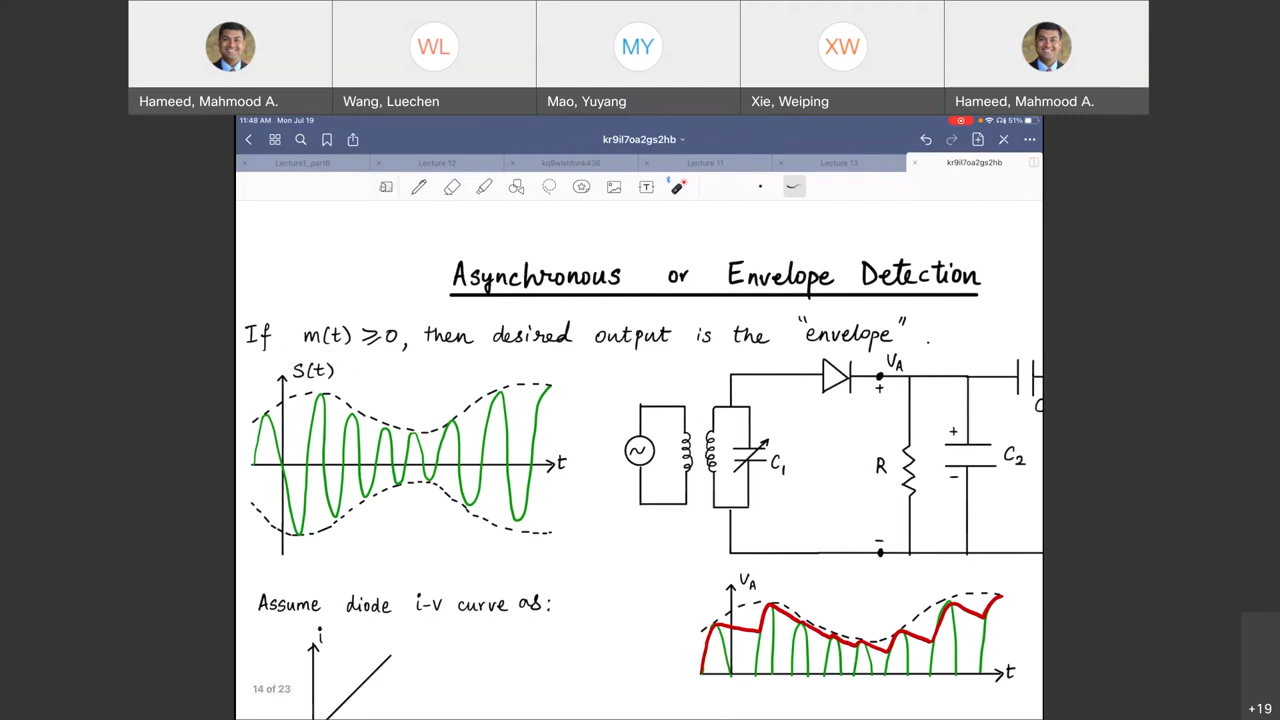 WL
MY
XW
Hameed, Mahmood A.
Wang, Luechen
Mao, Yuyang
Xie, Weiping
Hameed, Mahmood A.
11:48 AM Mon Jul 19
51%
kr9il7oa2gs2hb
Lecture1_partB
Lecture 12
Lecture 11
Lecture 13
kr9il7oa2gs2hb
T
Asynchronous or Envelope Detection
If m(t) ⩾0, then desired output is the "envelope".
S(t)
t
VA
+
C1
R
+
-
C2
C
-
Assume diode i-v curve as:
i
VA
t
14 of 23
+19